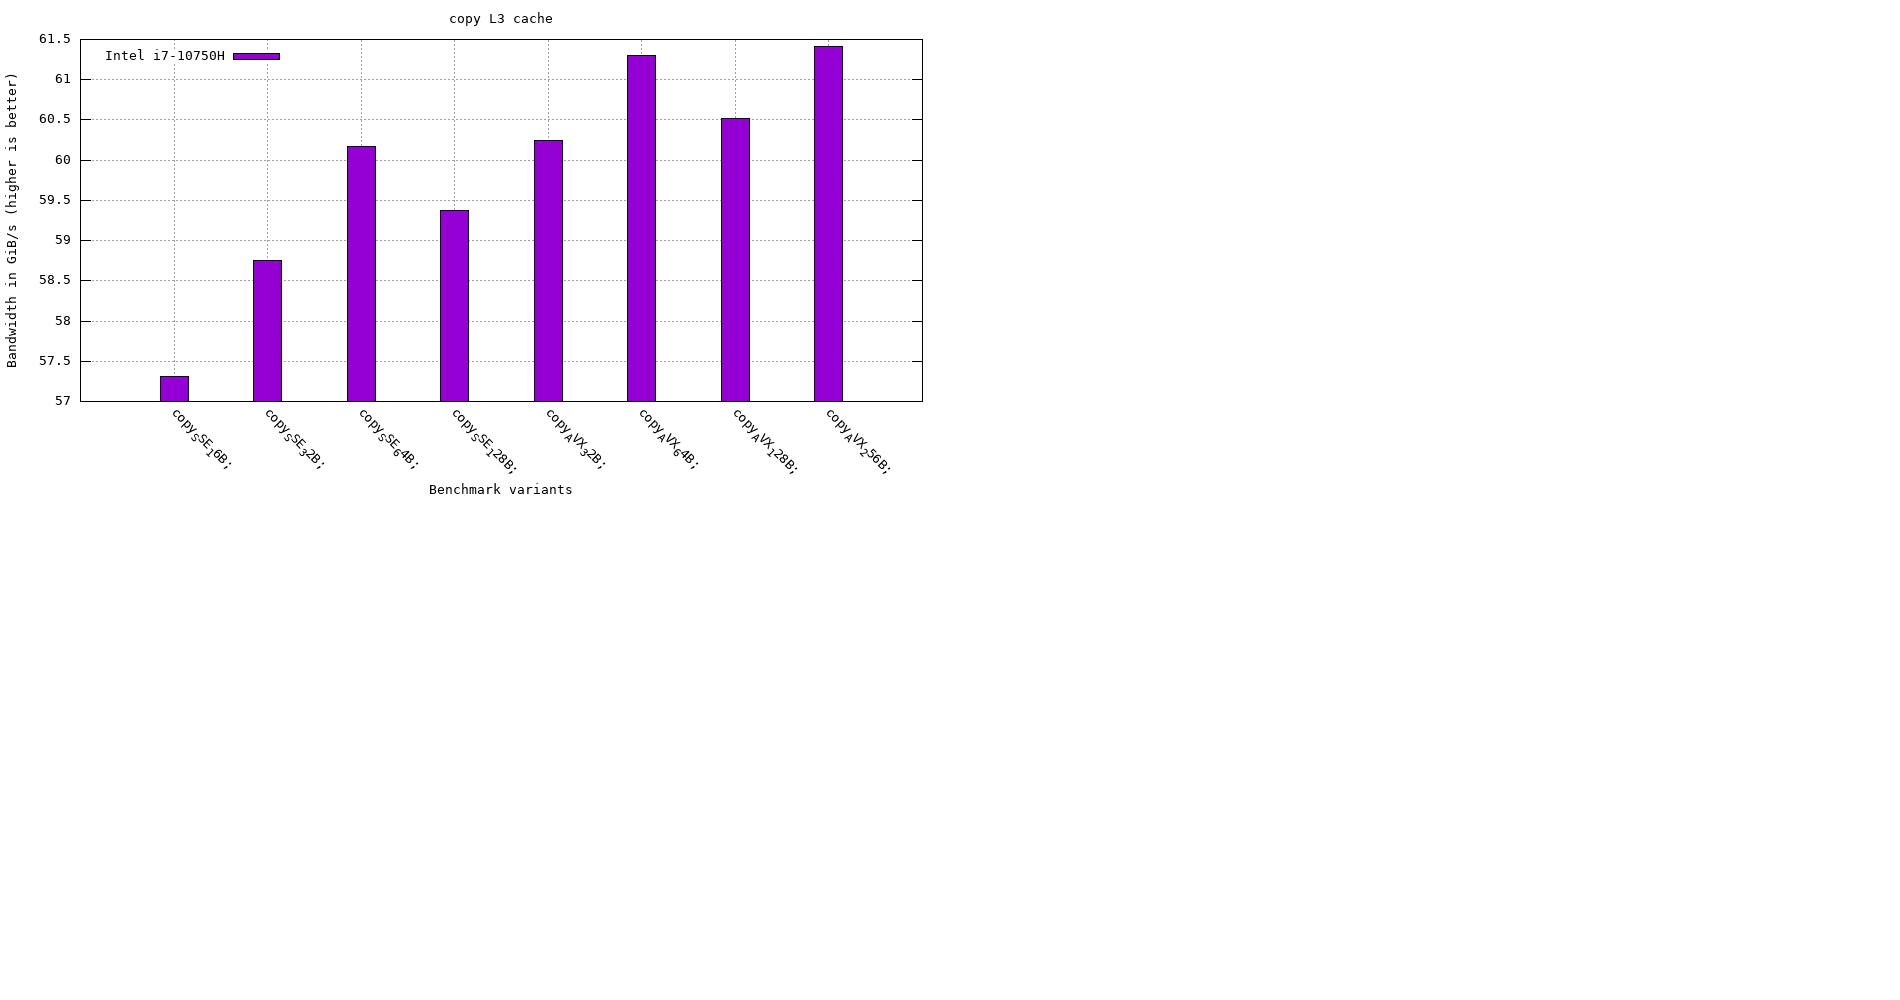 copy L3 cache
Intel i7-10750H
Bandwidth in GiB/s (higher is better)
61.5
61
60.5
60
59.5
59
58.5
58
57.5
57
copy_SSE_16B;
copy_SSE_32B;
copy_SSE_64B;
copy_SSE_128B;
copy_AVX_32B;
copy_AVX_64B;
copy_AVX_128B;
copy_AVX_256B;
Benchmark variants